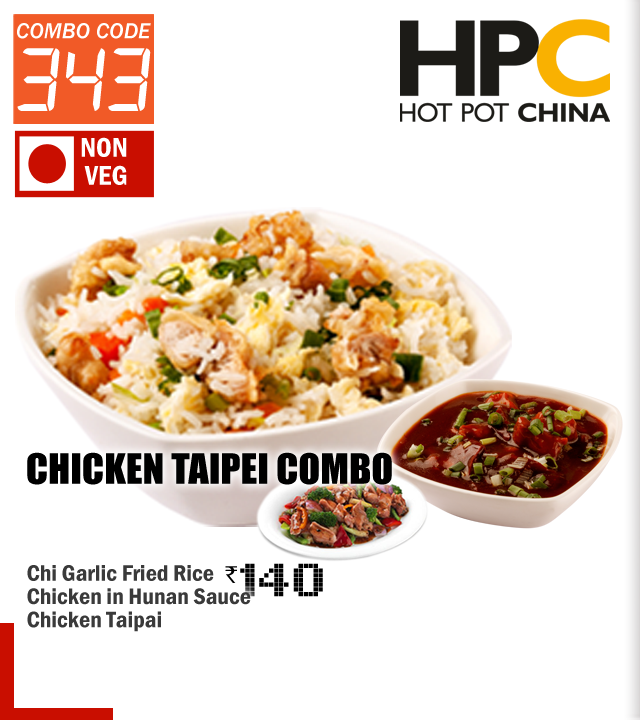 COMBO CODE
343
NON
VEG
HPC
HOT POT CHINA
CHICKEN TAIPEI COMBO
Chi Garlic Fried Rice ₹140
Chicken in Hunan Sauce
Chicken Taipai